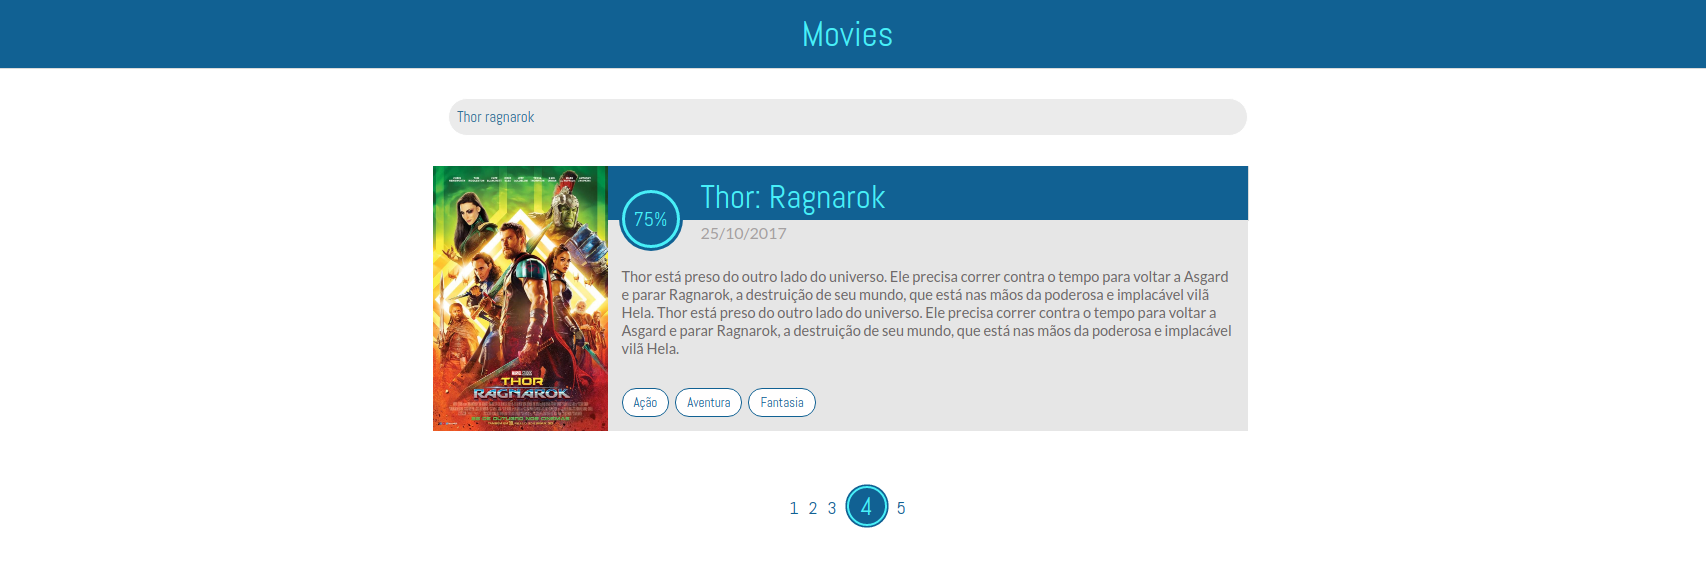 Movies
Thor ragnarok
Thor: Ragnarok
75%
25/10/2017
Thor está preso do outro lado do universo. Ele precisa correr contra o tempo para voltar a Asgard
e parar Ragnarok, a destruição de seu mundo, que está nas mãos da poderosa e implacável vilã
Hela. Thor está preso do outro lado do universo. Ele precisa correr contra o tempo para voltar a
Asgard e parar Ragnarok, a destruição de seu mundo, que está nas mãos da poderosa e implacável
vilã Hela.
MARVEL STUDIOS
THOR
RAGNAROK
Ação Aventura Fantasia
1 2 3 4 5